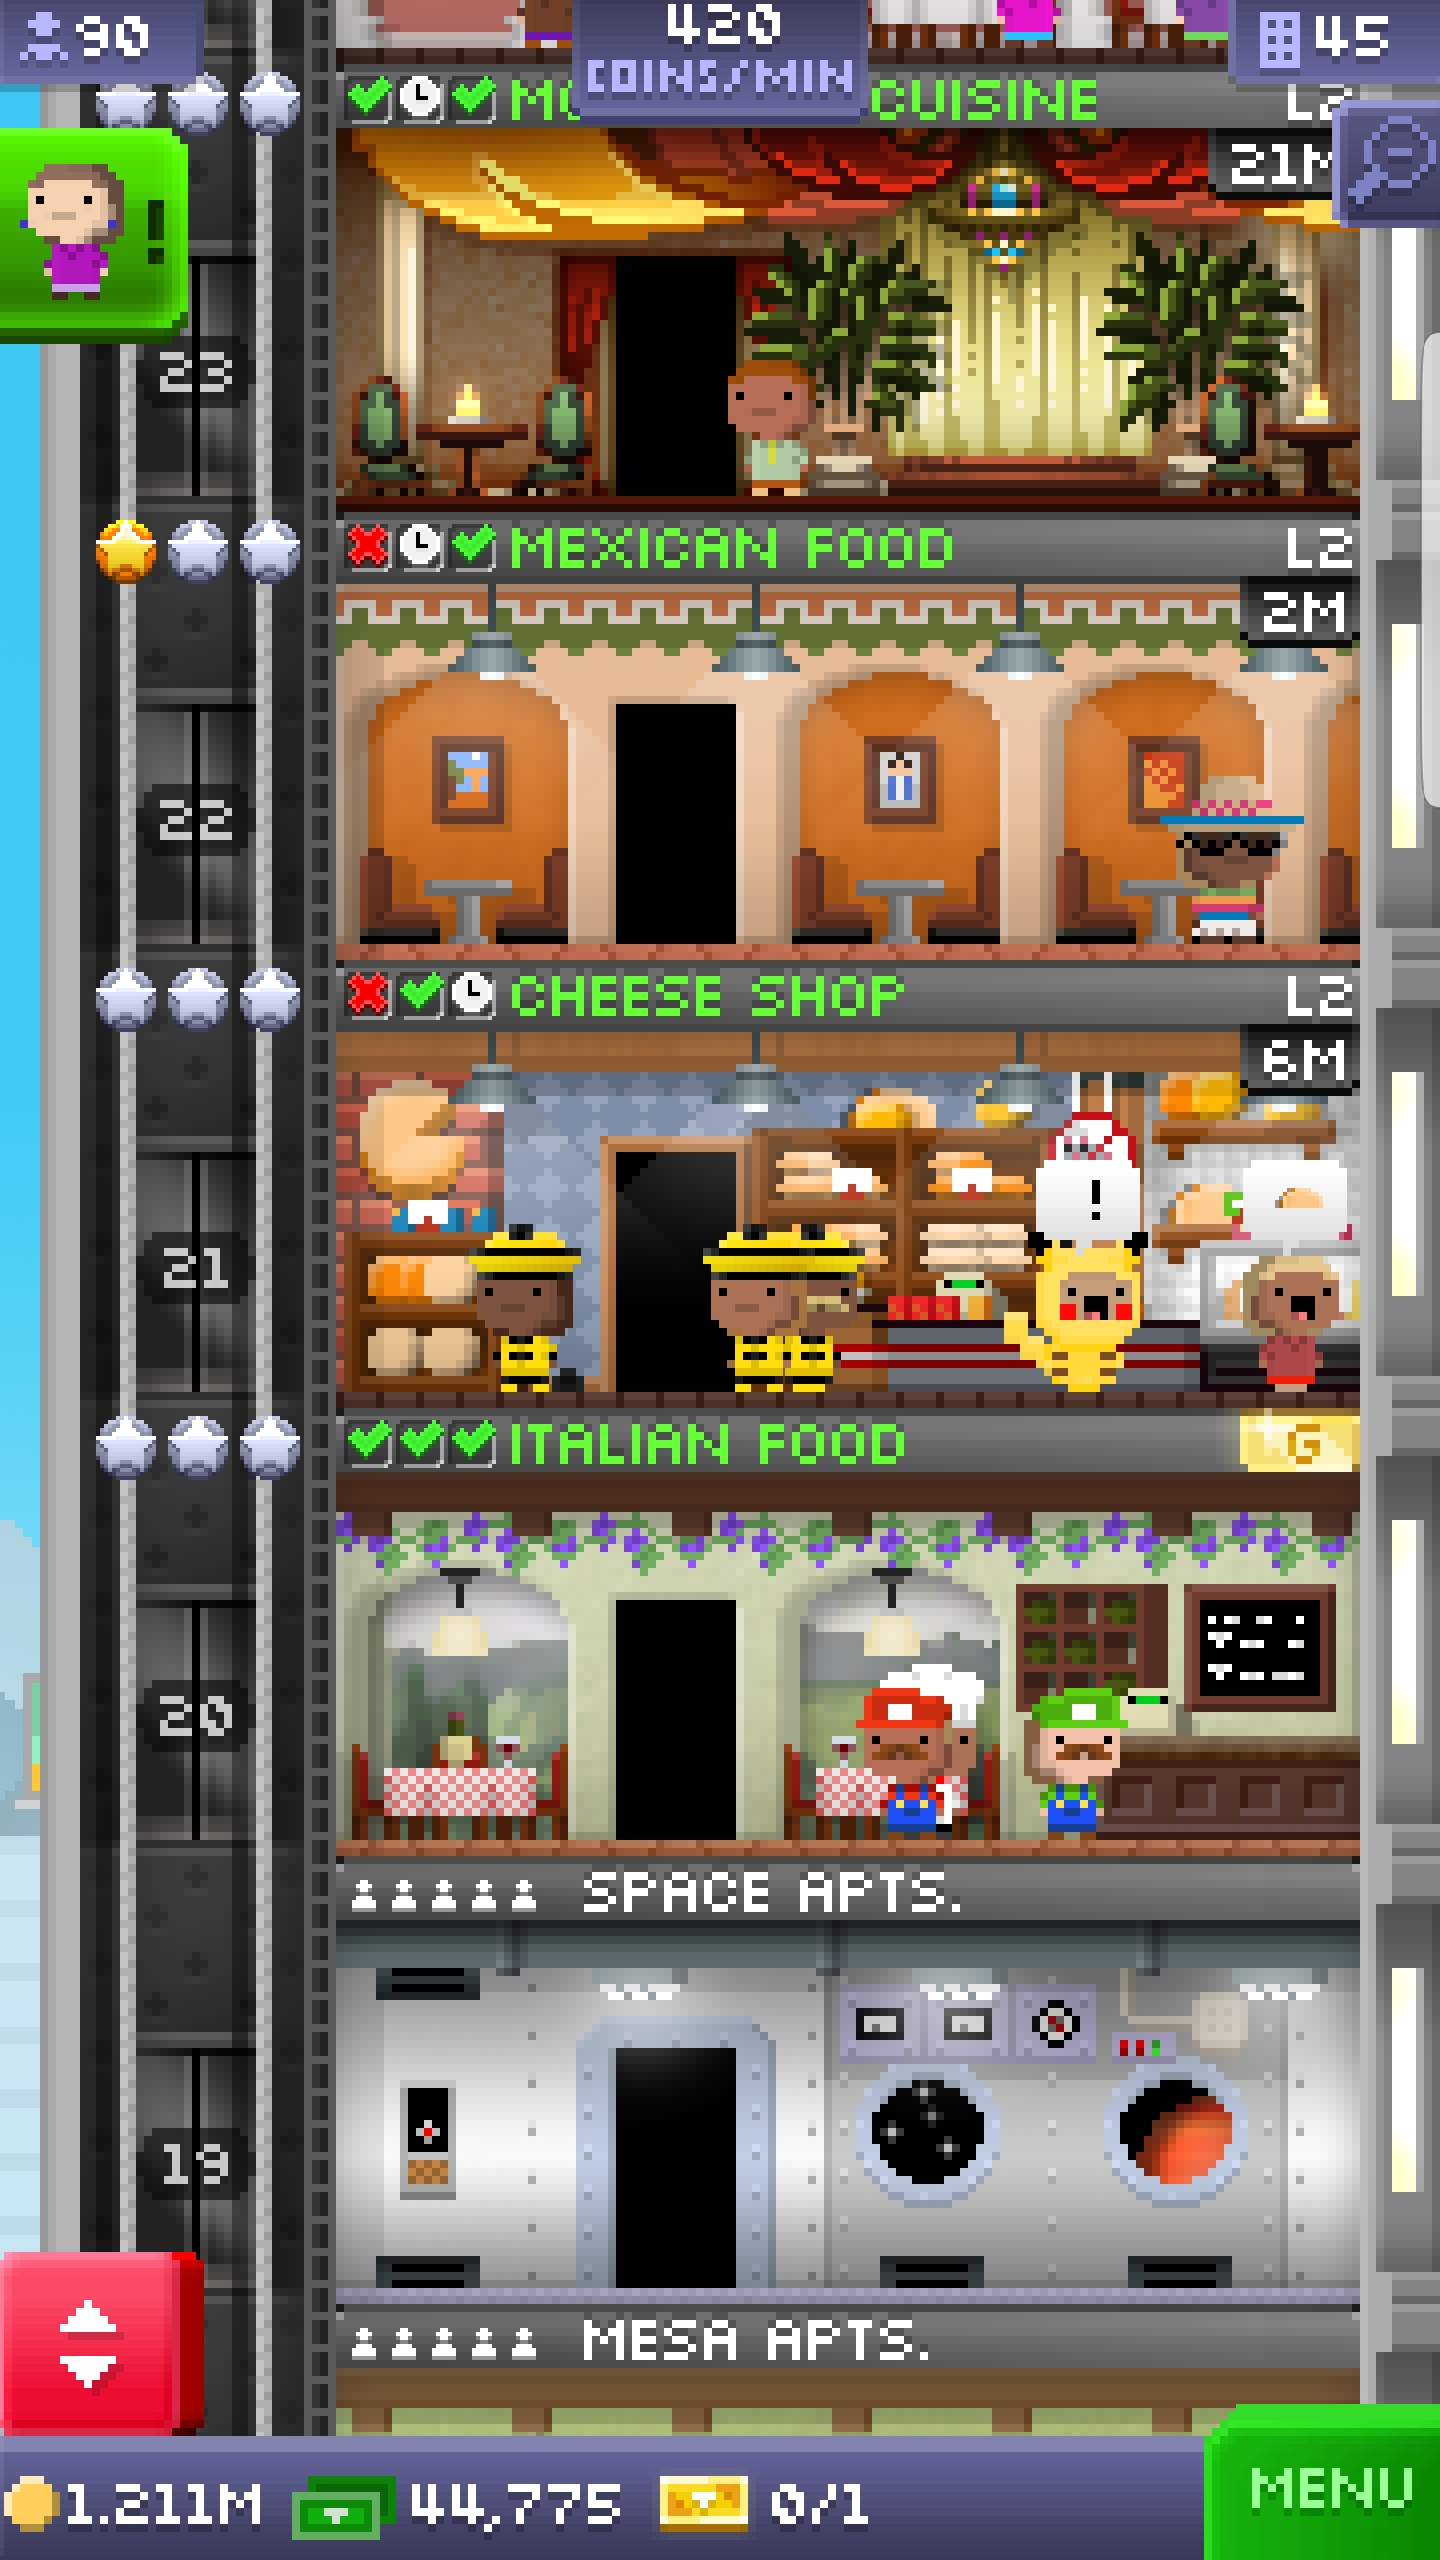 90
420
COINS/MIN
45
CUISINE
L2
21M
!
23
MEXICAN FOOD
L2
2M
22
CHEESE SHOP
L2
6M
!
21
ITALIAN FOOD
G
20
SPACE APTS.
19
MESA APTS.
1.211M
44,775
0/1
MENU